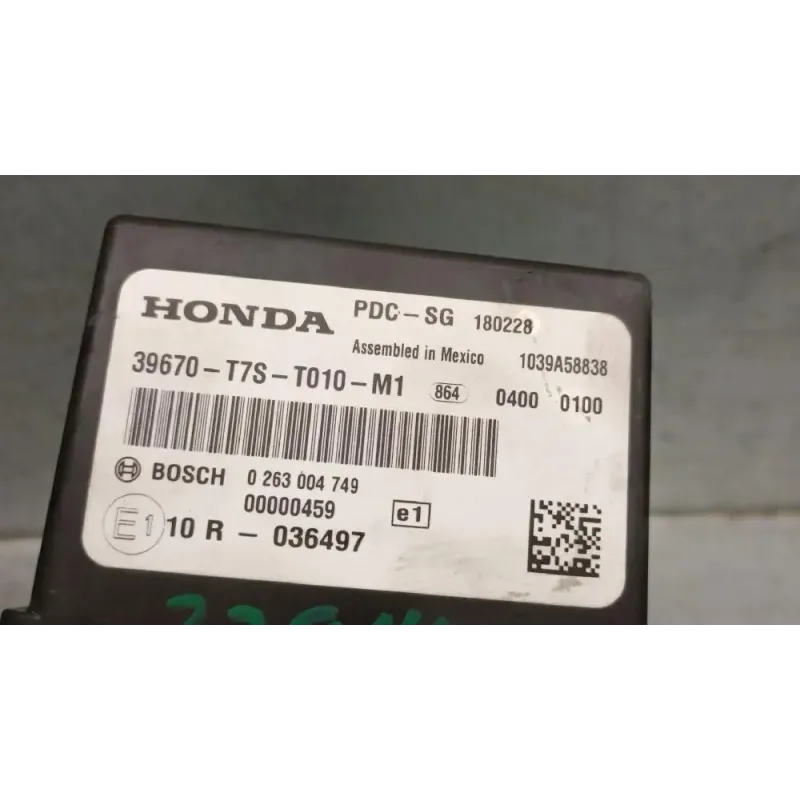 HONDA PDC-SG 180228
Assembled in Mexico 1039A58838
39670-T7S-T010-M1 864 0400 0100
BOSCH 0 263 004 749
00000459 e1
E1 10 R - 036497